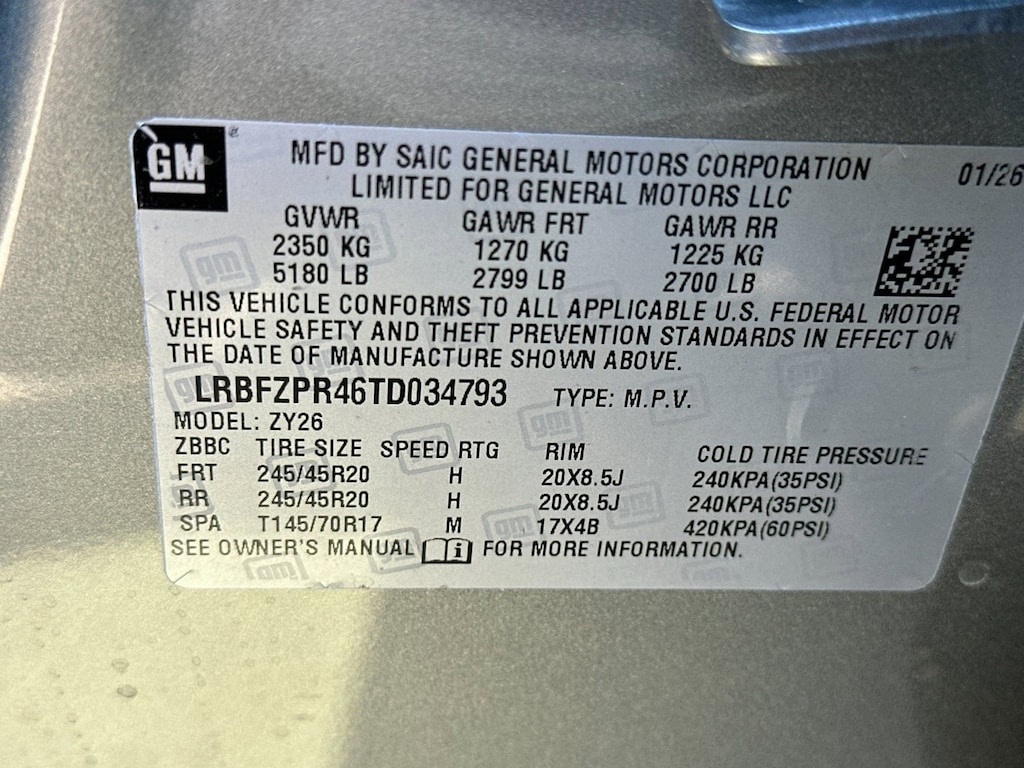 GM
MFD BY SAIC GENERAL MOTORS CORPORATION 01/26
LIMITED FOR GENERAL MOTORS LLC
GVWR GAWR FRT GAWR RR
2350 KG 1270 KG 1225 KG
5180 LB 2799 LB 2700 LB
THIS VEHICLE CONFORMS TO ALL APPLICABLE U.S. FEDERAL MOTOR
VEHICLE SAFETY AND THEFT PREVENTION STANDARDS IN EFFECT ON
THE DATE OF MANUFACTURE SHOWN ABOVE.
LRBFZPR46TD034793 TYPE: M.P.V.
MODEL: ZY26
ZBBC TIRE SIZE SPEED RTG RIM COLD TIRE PRESSURE
FRT 245/45R20 H 20X8.5J 240KPA(35PSI)
RR 245/45R20 H 20X8.5J 240KPA(35PSI)
SPA T145/70R17 M 17X4B 420KPA(60PSI)
SEE OWNER'S MANUAL i FOR MORE INFORMATION.